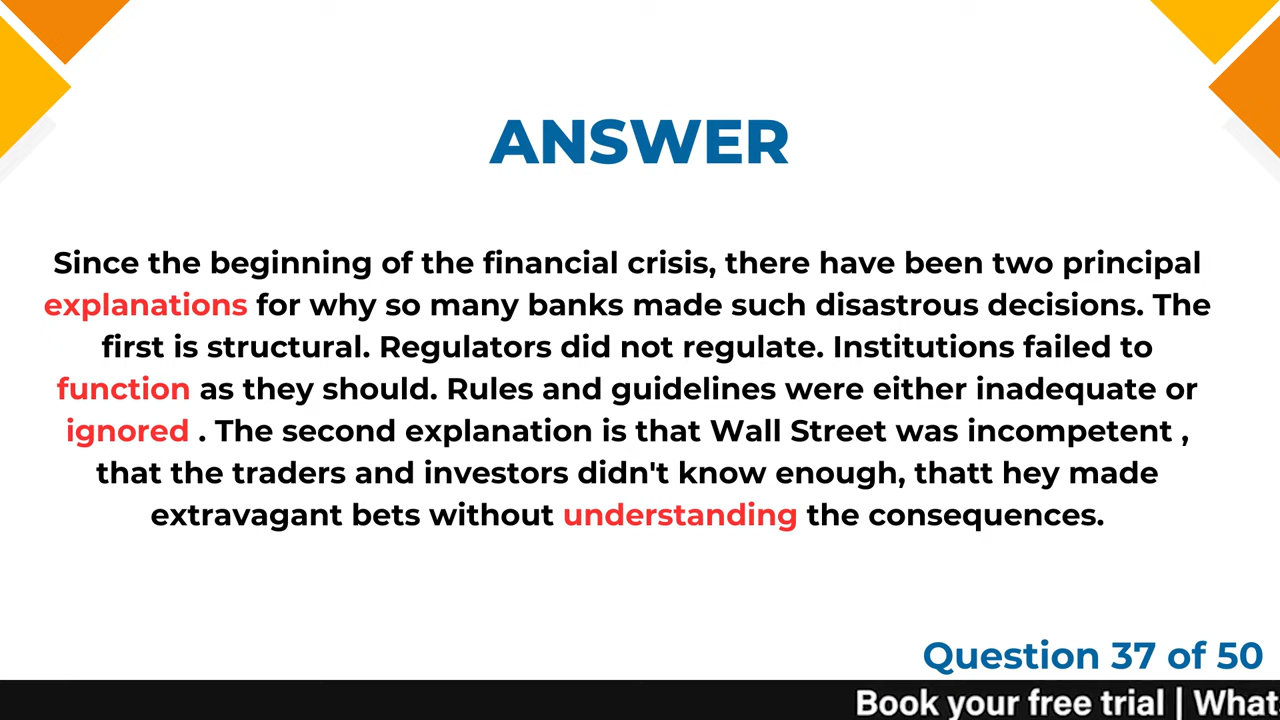 ANSWER
Since the beginning of the financial crisis, there have been two principal
explanations for why so many banks made such disastrous decisions. The
first is structural. Regulators did not regulate. Institutions failed to
function as they should. Rules and guidelines were either inadequate or
ignored . The second explanation is that Wall Street was incompetent ,
that the traders and investors didn't know enough, thatt hey made
extravagant bets without understanding the consequences.
Question 37 of 50
Book your free trial | What